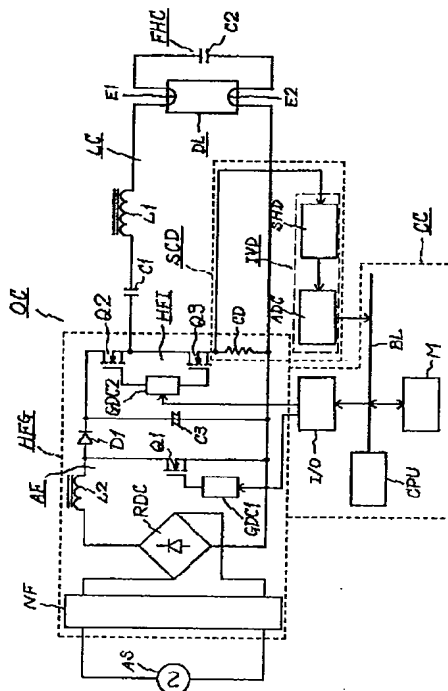 OC
FHC
C2
E1
E2
DL
LC
L1
C1
SCD
HFG
Q2
HFI
Q3
CD
GDC2
D1
C3
AF
L2
Q1
GDC1
RDC
NF
AS
IVD
SHD
ADC
CC
BL
I/O
M
CPU